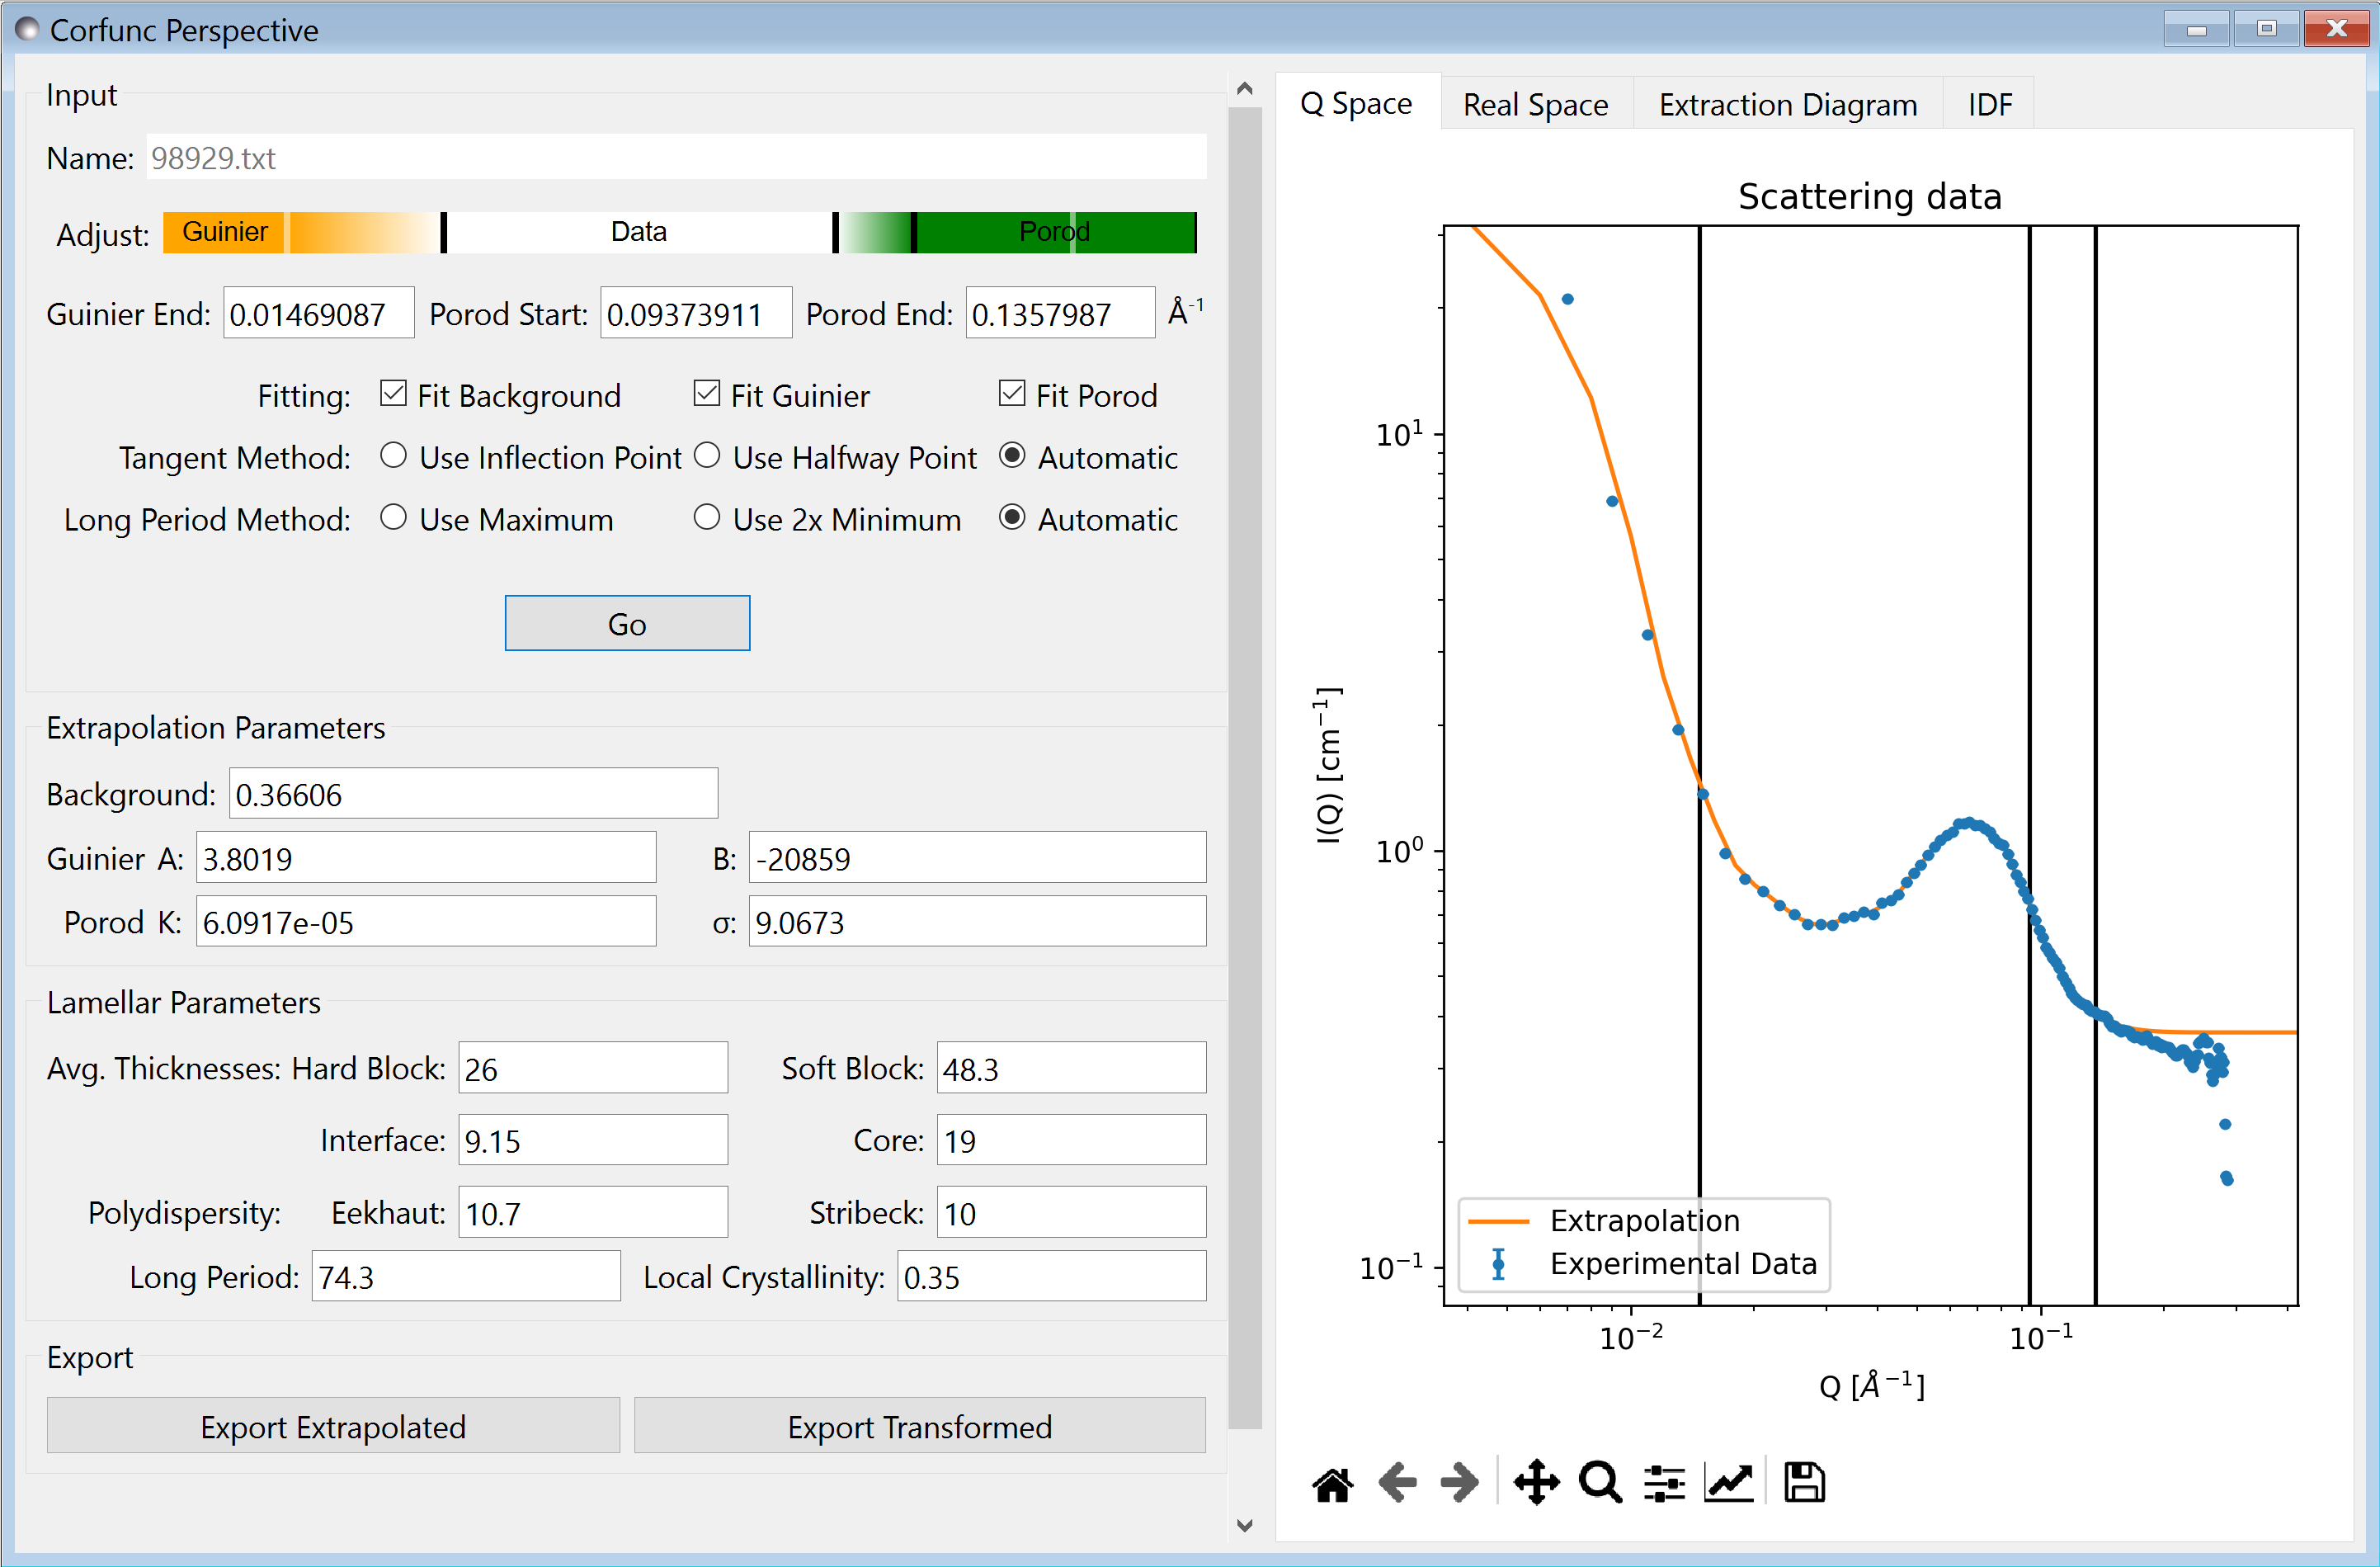 Corfunc Perspective
Input
Name: 98929.txt
Adjust: Guinier Data Porod
Guinier End: 0.01469087 Porod Start: 0.09373911 Porod End: 0.1357987 Å⁻¹
Fitting: Fit Background Fit Guinier Fit Porod
Tangent Method: Use Inflection Point Use Halfway Point Automatic
Long Period Method: Use Maximum Use 2x Minimum Automatic
Go
Extrapolation Parameters
Background: 0.36606
Guinier A: 3.8019 B: -20859
Porod K: 6.0917e-05 σ: 9.0673
Lamellar Parameters
Avg. Thicknesses: Hard Block: 26 Soft Block: 48.3
Interface: 9.15 Core: 19
Polydispersity: Eekhaut: 10.7 Stribeck: 10
Long Period: 74.3 Local Crystallinity: 0.35
Export
Export Extrapolated Export Transformed
Q Space Real Space Extraction Diagram IDF
Scattering data
I(Q) [cm⁻¹]
10¹
10⁰
10⁻¹
Extrapolation
Experimental Data
10⁻² 10⁻¹
Q [Å⁻¹]